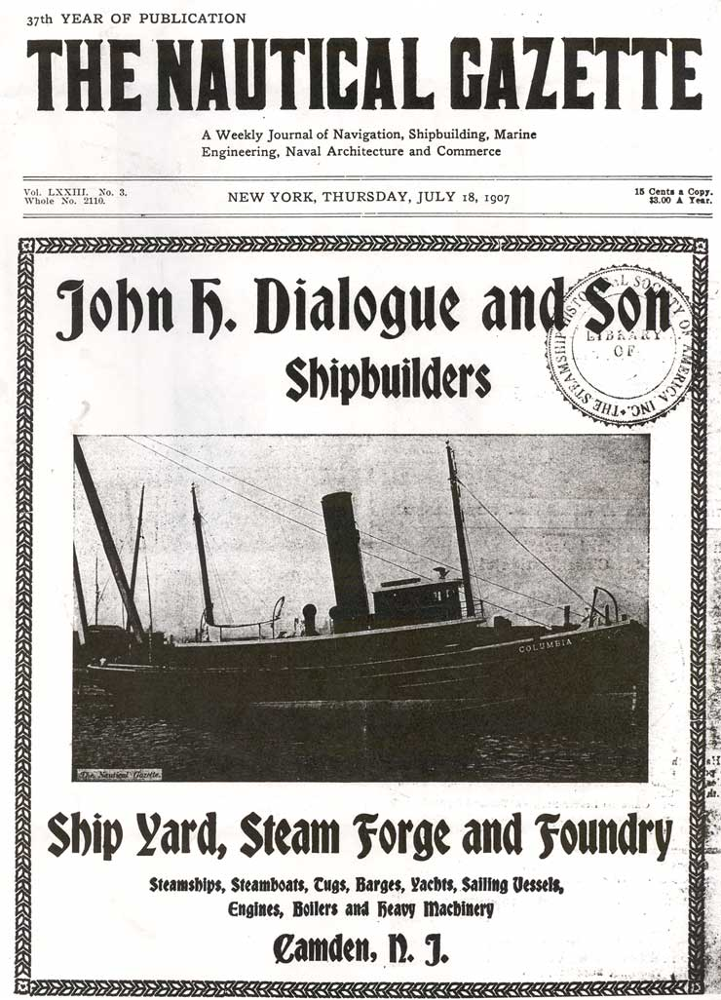 37th YEAR OF PUBLICATION
THE NAUTICAL GAZETTE
A Weekly Journal of Navigation, Shipbuilding, Marine
Engineering, Naval Architecture and Commerce
Vol. LXXIII. No. 3.
Whole No. 2110.
NEW YORK, THURSDAY, JULY 18, 1907
15 Cents a Copy.
$3.00 A Year.
John H. Dialogue and Son
THE STEAMSHIP HISTORICAL SOCIETY OF AMERICA, INC.
LIBRARY
OF
Shipbuilders
COLUMBIA
The Nautical Gazette.
Ship Yard, Steam Forge and Foundry
Steamships, Steamboats, Tugs, Barges, Yachts, Sailing Vessels,
Engines, Boilers and Heavy Machinery
Camden, N. J.